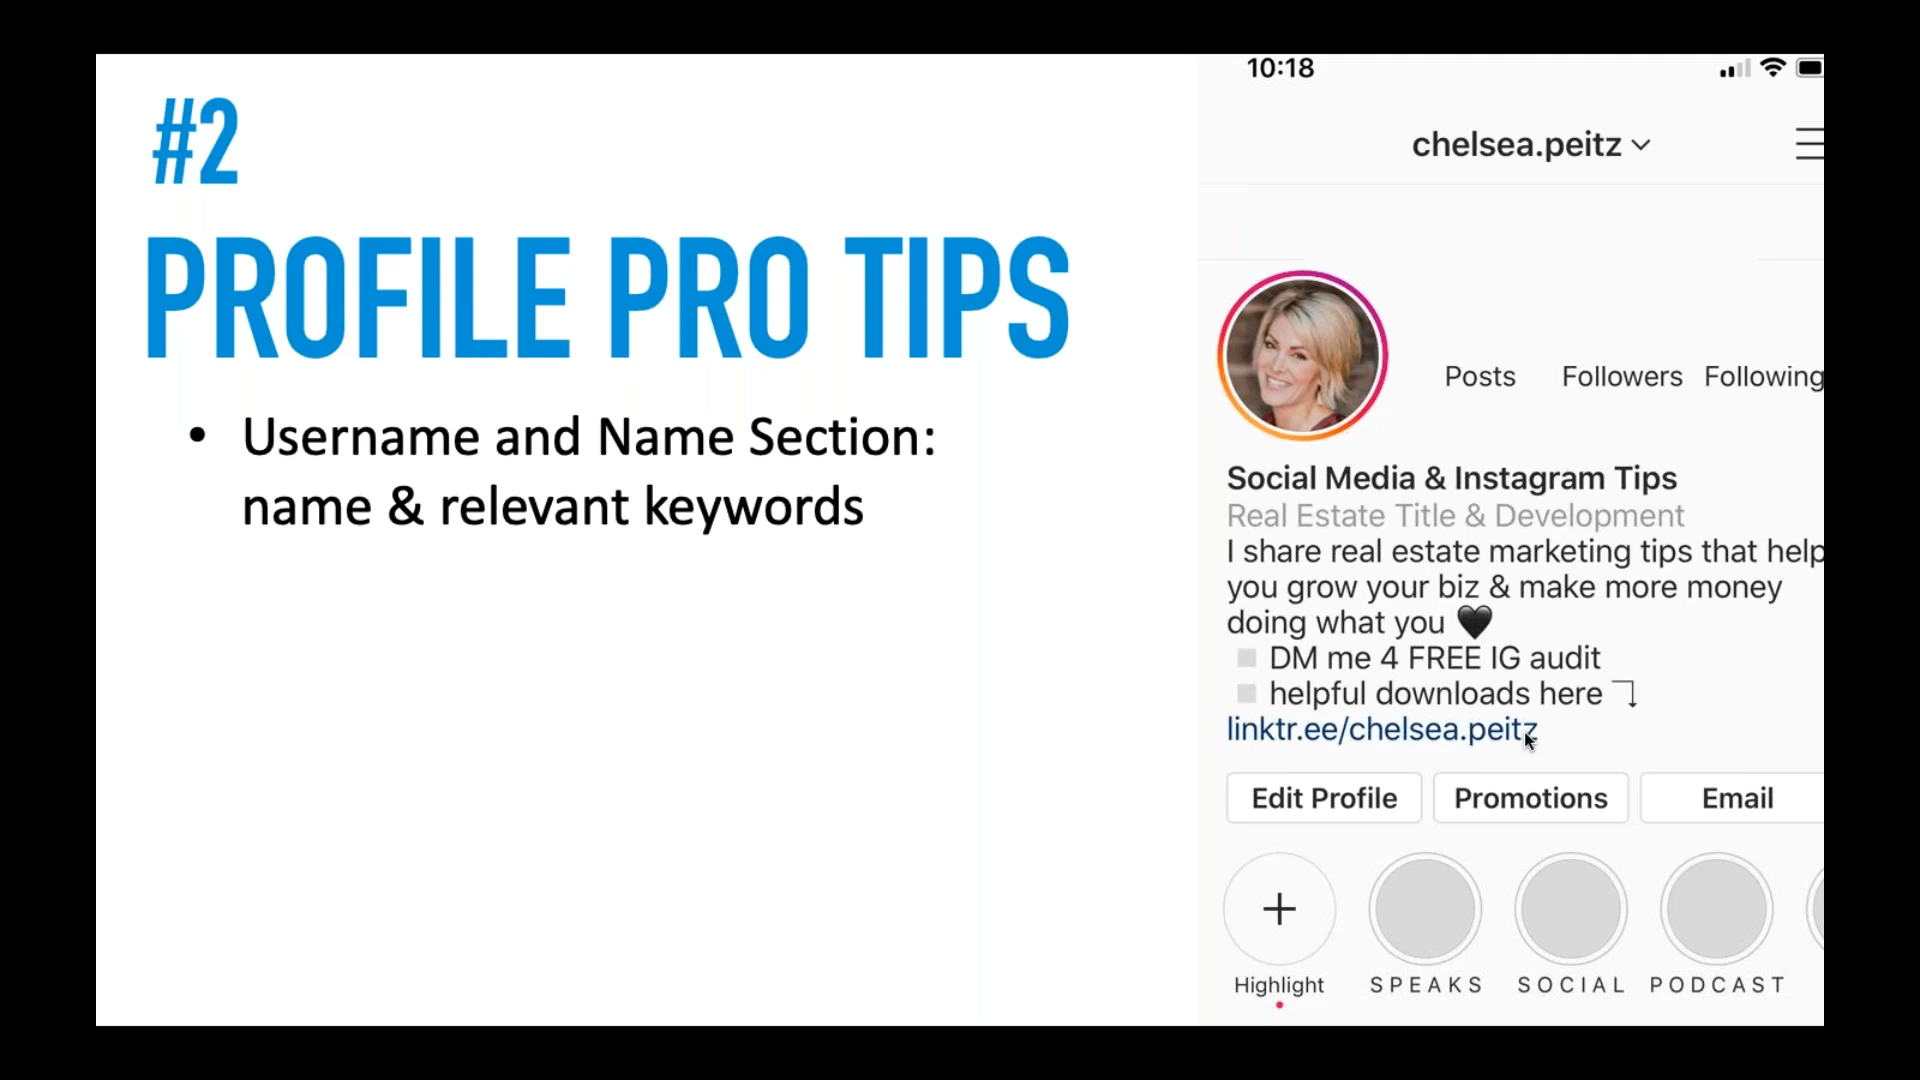 #2
PROFILE PRO TIPS
• Username and Name Section:
name & relevant keywords
10:18
chelsea.peitz
Posts Followers Following
Social Media & Instagram Tips
Real Estate Title & Development
I share real estate marketing tips that help
you grow your biz & make more money
doing what you 🖤
DM me 4 FREE IG audit
helpful downloads here ⤵
linktr.ee/chelsea.peitz
Edit Profile Promotions Email
Highlight SPEAKS SOCIAL PODCAST